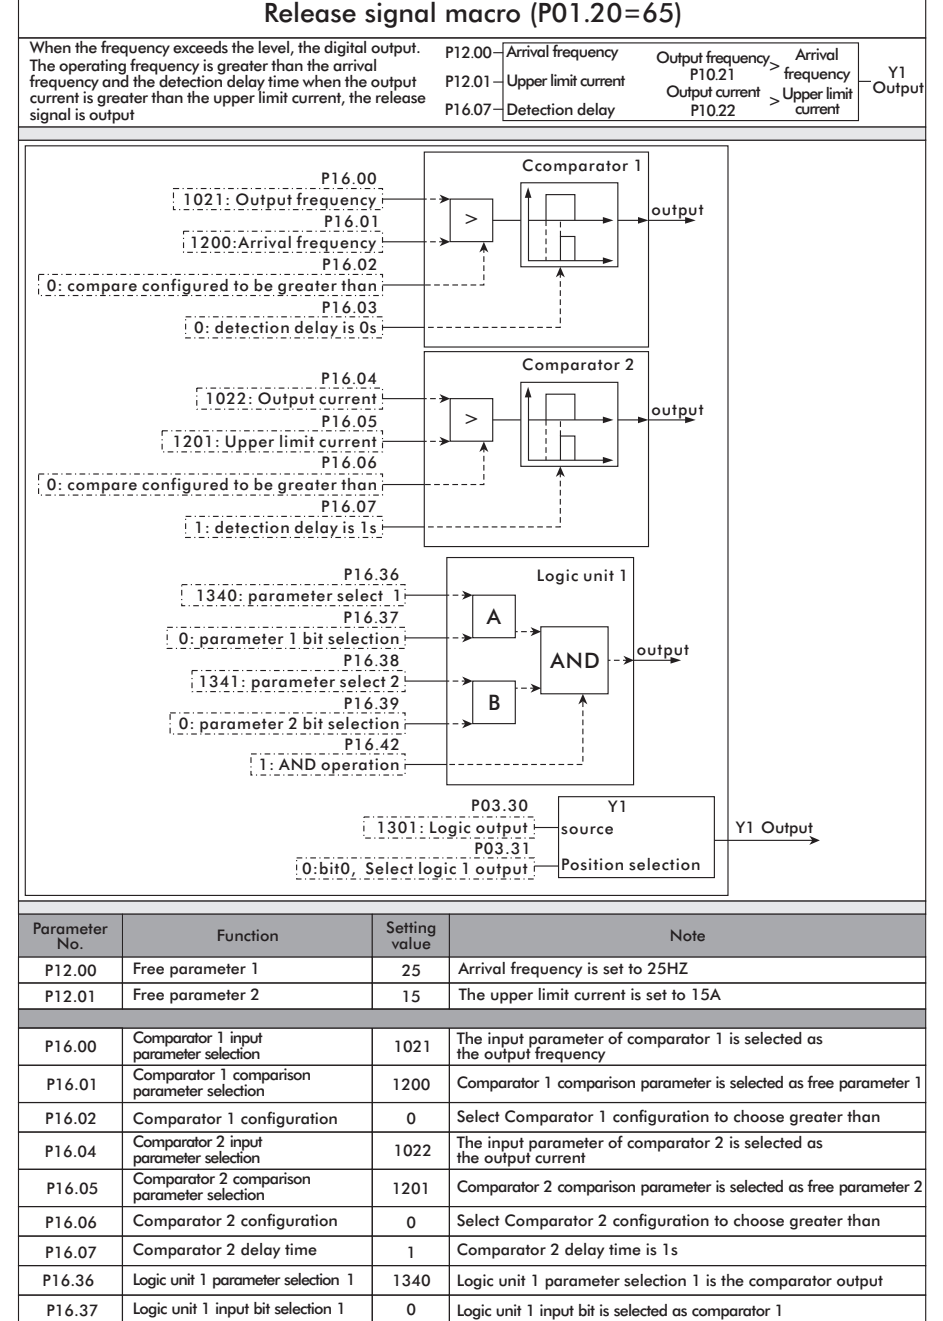 Release signal macro (P01.20=65)
When the frequency exceeds the level, the digital output.
The operating frequency is greater than the arrival
frequency and the detection delay time when the output
current is greater than the upper limit current, the release
signal is output
P12.00 Arrival frequency
P12.01 Upper limit current
P16.07 Detection delay
Output frequency > Arrival
P10.21 frequency
Output current > Upper limit
P10.22 current
Y1
Output
Ccomparator 1
P16.00
1021: Output frequency
P16.01
1200:Arrival frequency
P16.02
0: compare configured to be greater than
P16.03
0: detection delay is 0s
>
output
Comparator 2
P16.04
1022: Output current
P16.05
1201: Upper limit current
P16.06
0: compare configured to be greater than
P16.07
1: detection delay is 1s
>
output
Logic unit 1
P16.36
1340: parameter select 1
P16.37
0: parameter 1 bit selection
P16.38
1341: parameter select 2
P16.39
0: parameter 2 bit selection
P16.42
1: AND operation
A
B
AND
output
P03.30
1301: Logic output
P03.31
0:bit0, Select logic 1 output
Y1
source
Position selection
Y1 Output
Parameter No. Function Setting value Note
P12.00 Free parameter 1 25 Arrival frequency is set to 25HZ
P12.01 Free parameter 2 15 The upper limit current is set to 15A
P16.00 Comparator 1 input parameter selection 1021 The input parameter of comparator 1 is selected as the output frequency
P16.01 Comparator 1 comparison parameter selection 1200 Comparator 1 comparison parameter is selected as free parameter 1
P16.02 Comparator 1 configuration 0 Select Comparator 1 configuration to choose greater than
P16.04 Comparator 2 input parameter selection 1022 The input parameter of comparator 2 is selected as the output current
P16.05 Comparator 2 comparison parameter selection 1201 Comparator 2 comparison parameter is selected as free parameter 2
P16.06 Comparator 2 configuration 0 Select Comparator 2 configuration to choose greater than
P16.07 Comparator 2 delay time 1 Comparator 2 delay time is 1s
P16.36 Logic unit 1 parameter selection 1 1340 Logic unit 1 parameter selection 1 is the comparator output
P16.37 Logic unit 1 input bit selection 1 0 Logic unit 1 input bit is selected as comparator 1